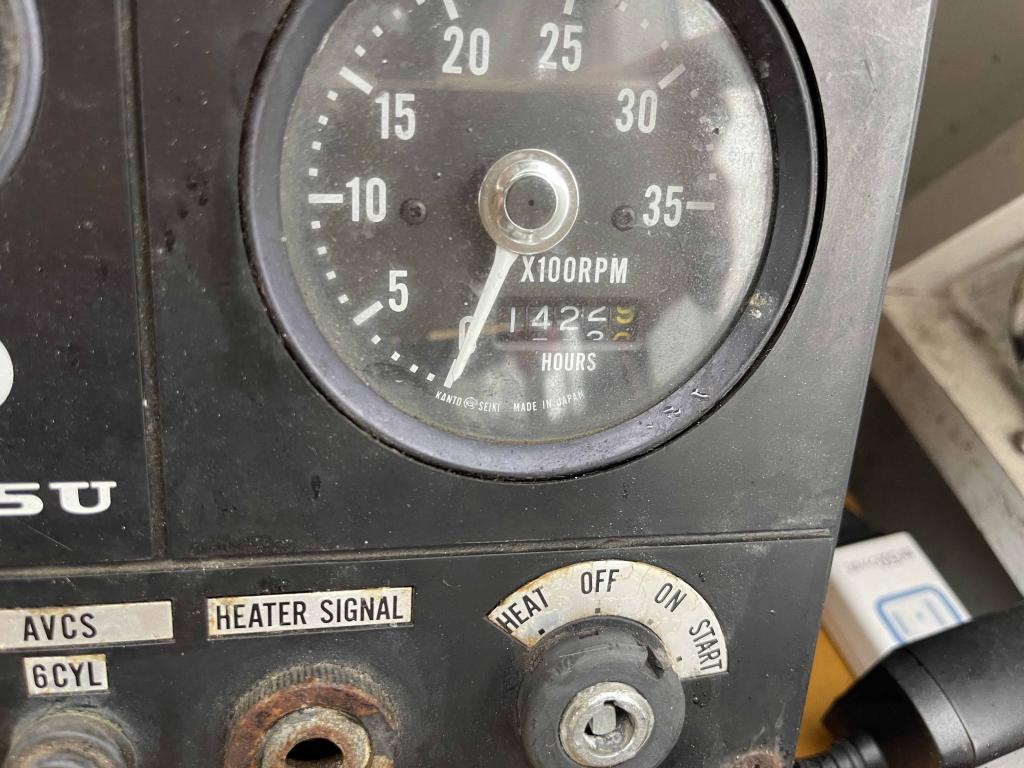 20
25
15
30
10
35
5
X100RPM
0
1422
HOURS
KANTO SEIKI MADE IN JAPAN
SU
AVCS
6CYL
HEATER SIGNAL
HEAT OFF ON START